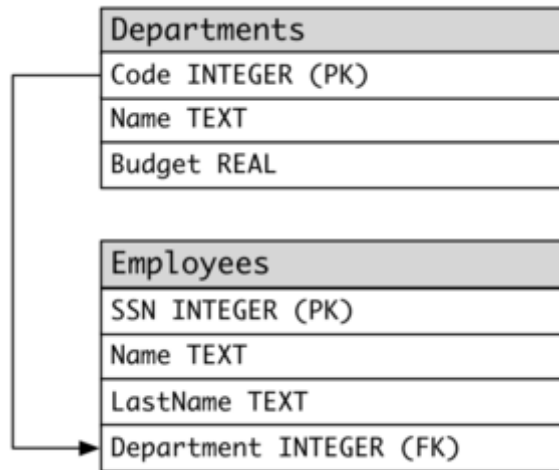 Departments
Code INTEGER (PK)
Name TEXT
Budget REAL
Employees
SSN INTEGER (PK)
Name TEXT
LastName TEXT
Department INTEGER (FK)